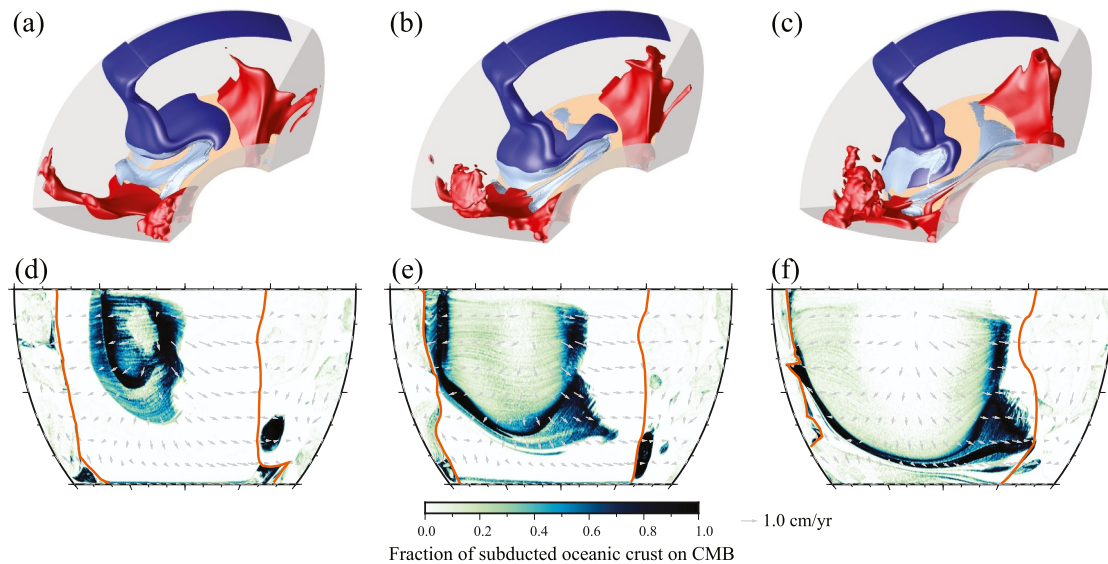 (a) (b) (c)
(d) (e) (f)
0.0 0.2 0.4 0.6 0.8 1.0
1.0 cm/yr
Fraction of subducted oceanic crust on CMB